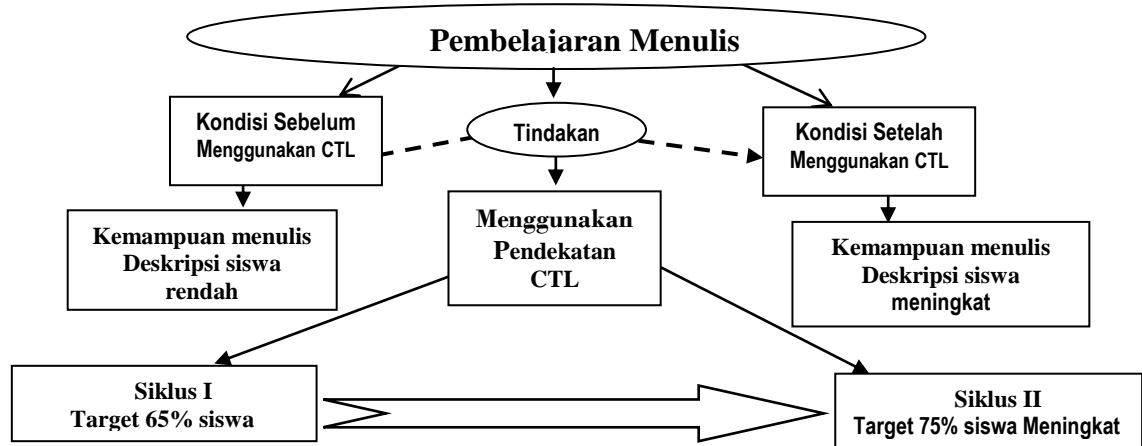 Pembelajaran Menulis
Kondisi Sebelum
Menggunakan CTL
Tindakan
Kondisi Setelah
Menggunakan CTL
Kemampuan menulis
Deskripsi siswa
rendah
Menggunakan
Pendekatan
CTL
Kemampuan menulis
Deskripsi siswa
meningkat
Siklus I
Target 65% siswa
Siklus II
Target 75% siswa Meningkat